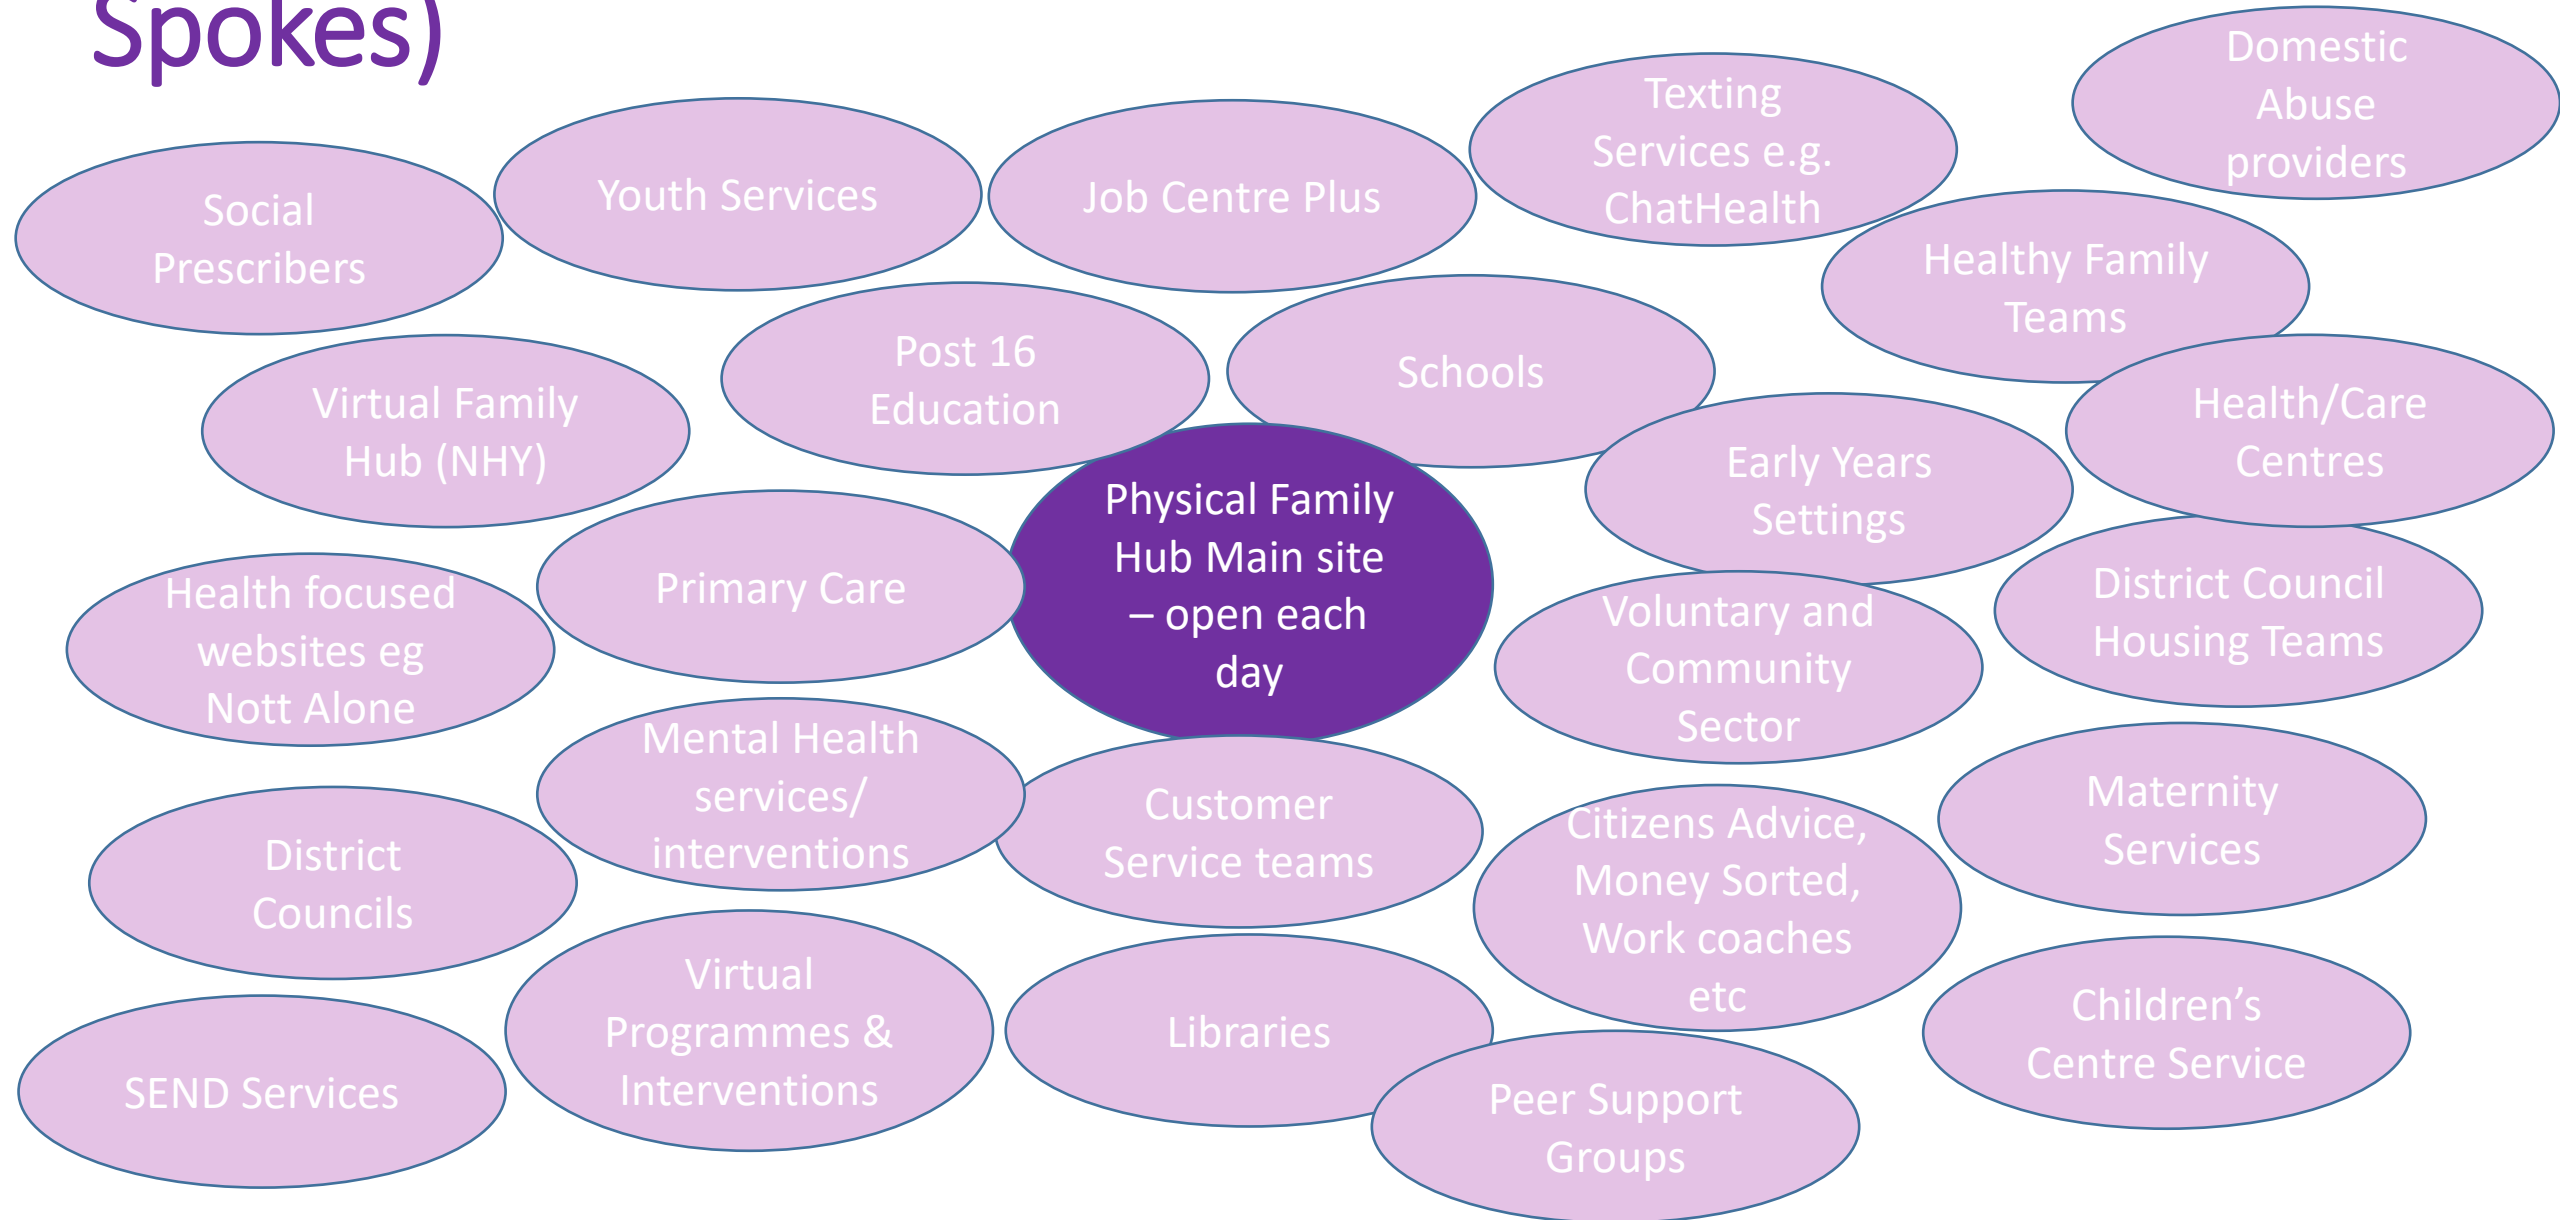 Spokes)
Domestic
Abuse
providers
Texting
Services e.g.
ChatHealth
Youth Services
Job Centre Plus
Social
Prescribers
Healthy Family
Teams
Post 16
Education
Schools
Virtual Family
Hub (NHY)
Health/Care
Centres
Early Years
Settings
Physical Family
Hub Main site
– open each
day
Primary Care
Health focused
websites eg
Nott Alone
Voluntary and
Community
Sector
District Council
Housing Teams
Mental Health
services/
interventions
Customer
Service teams
Citizens Advice,
Money Sorted,
Work coaches
etc
Maternity
Services
District
Councils
Virtual
Programmes &
Interventions
Libraries
Children’s
Centre Service
SEND Services
Peer Support
Groups